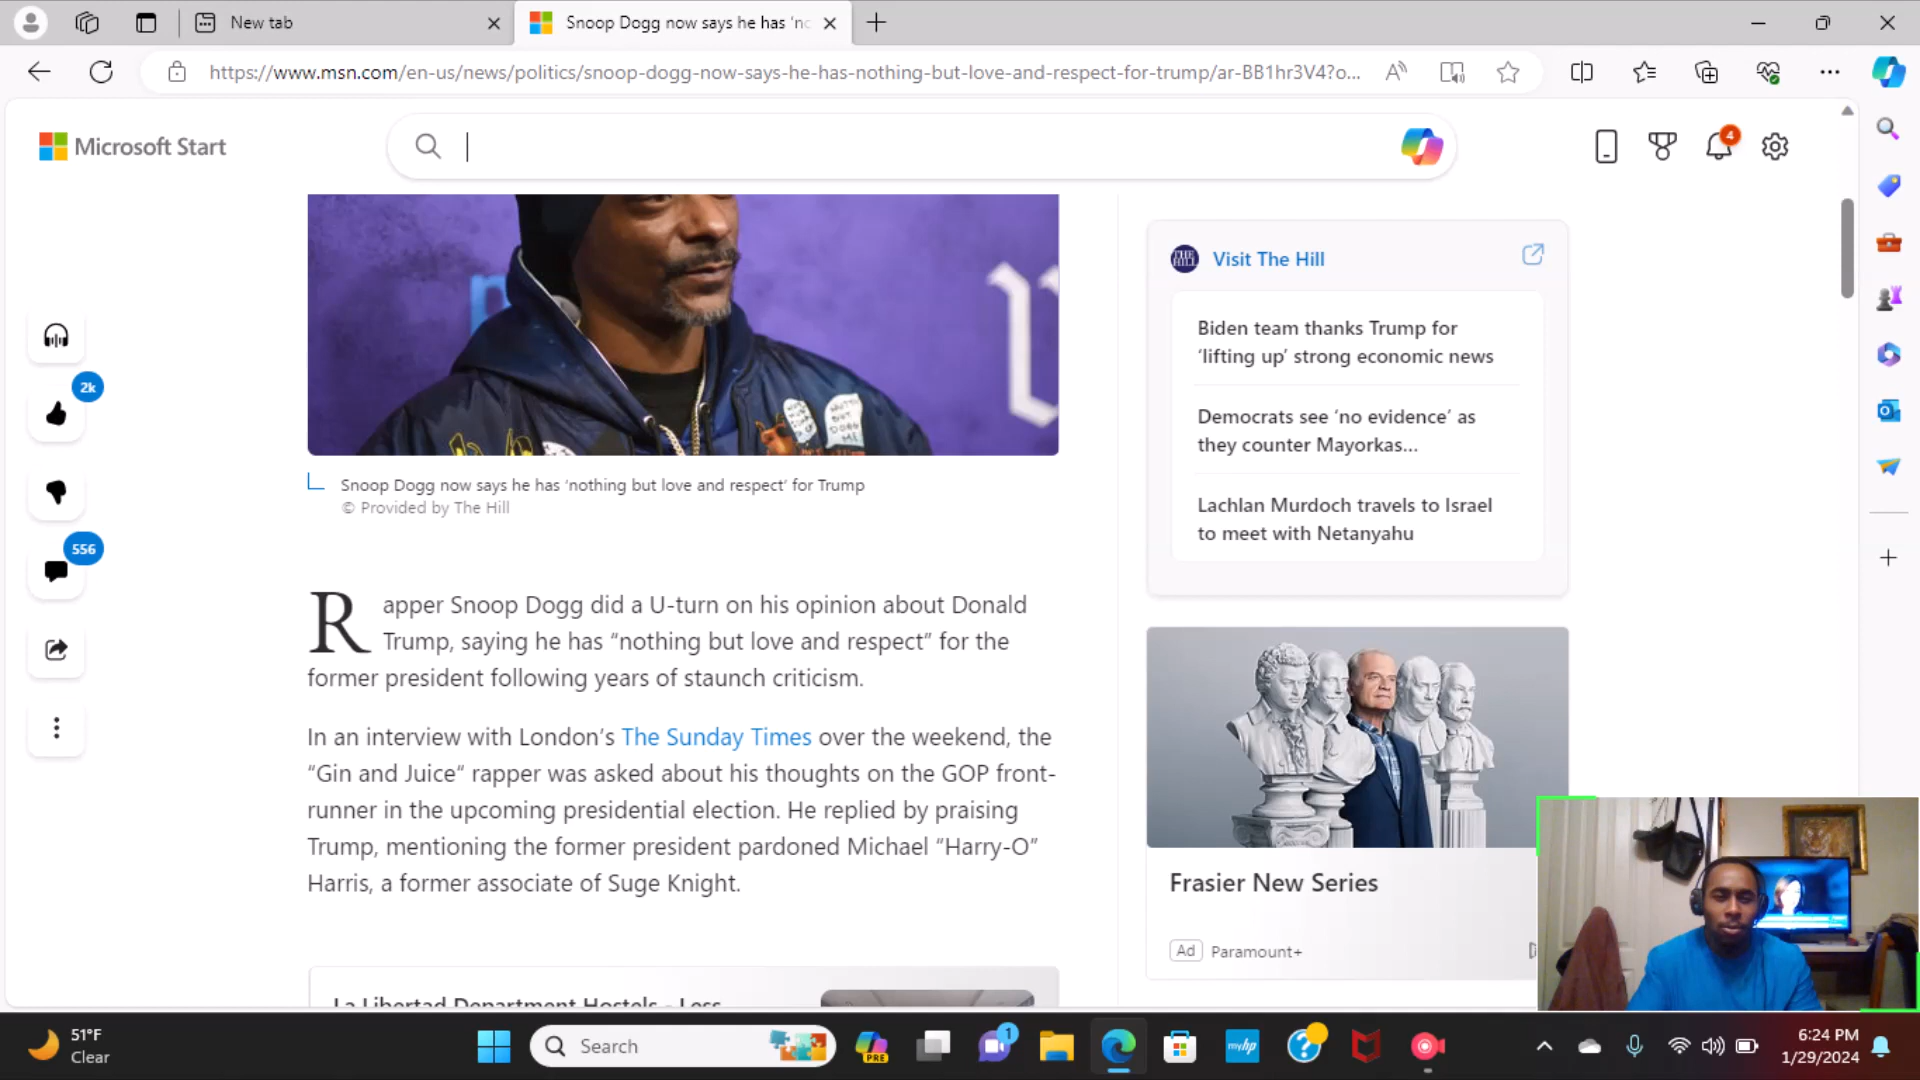 New tab
Snoop Dogg now says he has 'nc
https://www.msn.com/en-us/news/politics/snoop-dogg-now-says-he-has-nothing-but-love-and-respect-for-trump/ar-BB1hr3V4?o...
Microsoft Start
4
Visit The Hill
Biden team thanks Trump for
'lifting up' strong economic news
Democrats see 'no evidence' as
they counter Mayorkas...
Lachlan Murdoch travels to Israel
to meet with Netanyahu
2k
556
Snoop Dogg now says he has 'nothing but love and respect' for Trump
© Provided by The Hill
Rapper Snoop Dogg did a U-turn on his opinion about Donald
Trump, saying he has “nothing but love and respect” for the
former president following years of staunch criticism.
In an interview with London’s The Sunday Times over the weekend, the
“Gin and Juice“ rapper was asked about his thoughts on the GOP front-
runner in the upcoming presidential election. He replied by praising
Trump, mentioning the former president pardoned Michael “Harry-O”
Harris, a former associate of Suge Knight.
Frasier New Series
Ad Paramount+
La Libertad Department Hostels - Less
51°F
Clear
Search
PRE
1
myhp
6:24 PM
1/29/2024